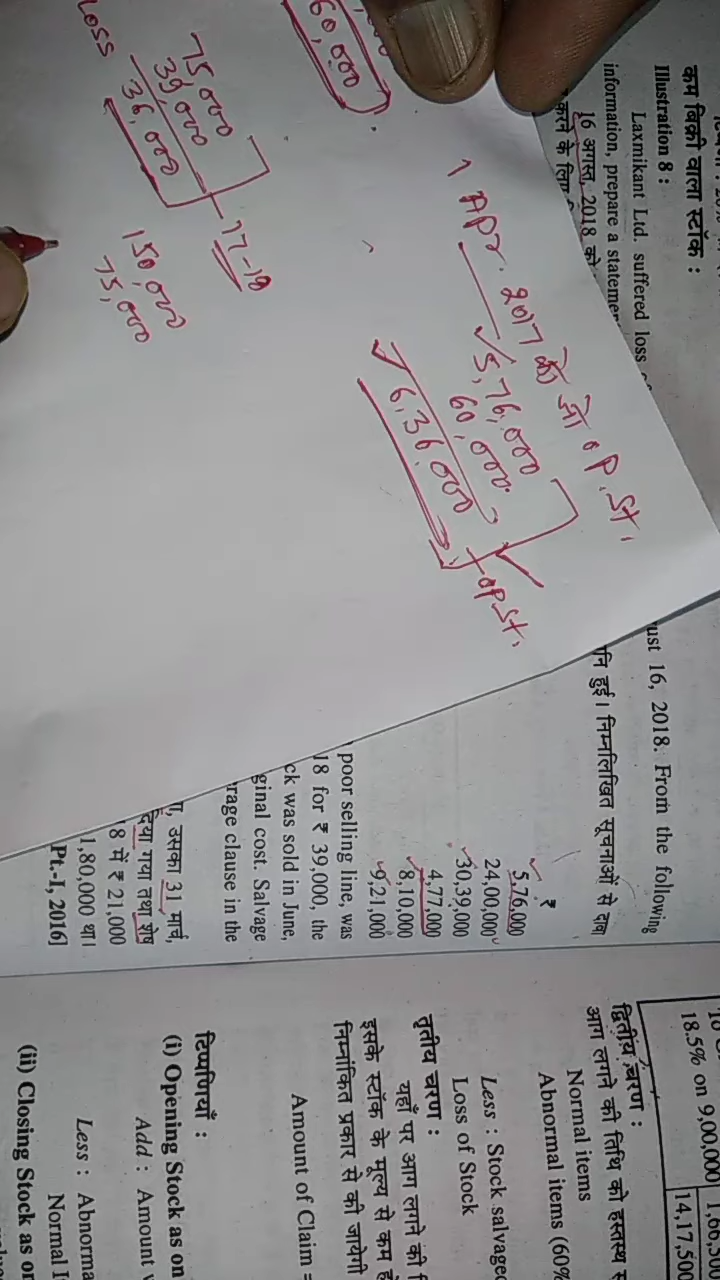 कम बिक्री वाला स्टॉक :
Illustration 8 :
Laxmikant Ltd. suffered loss
ust 16, 2018. From the following
information, prepare a statemen
16 अगस्त, 2018 को
नि हुई। निम्नलिखित सूचनाओं से दावा
करने के लिए
₹
5,76,000
24,00,000
30,39,000
4,77,000
8,10,000
9,21,000
poor selling line, was
18 for ₹ 39,000, the
ck was sold in June,
ginal cost. Salvage
rage clause in the
ा, उसका 31 मार्च,
दिया गया तथा शेष
8 में ₹ 21,000
1,80,000 था।
Pt.-I, 2016]
1 Apr. 2017 को जो op. St.
5,76,000
60,000
6,36,000
op. St.
60,000
75000
39,000
36,000
Loss
17-18
150,000
75,000
18.5% on 9,00,000
14,17,500
द्वितीय चरण :
आग लगने की तिथि को हस्तस्थ
Normal items
Abnormal items (60%
Less : Stock salvaged
Loss of Stock
तृतीय चरण :
यहाँ पर आग लगने की
इसके स्टॉक के मूल्य से कम
निम्नांकित प्रकार से की जायेगी
Amount of Claim =
टिप्पणियाँ :
(i) Opening Stock as on
Add : Amount
Less : Abnorma
Normal
(ii) Closing Stock as on